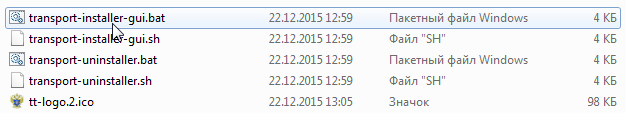 transport-installer-gui.bat 22.12.2015 12:59 Пакетный файл Windows 4 КБ
transport-installer-gui.sh 22.12.2015 12:59 Файл "SH" 4 КБ
transport-uninstaller.bat 22.12.2015 12:59 Пакетный файл Windows 4 КБ
transport-uninstaller.sh 22.12.2015 12:59 Файл "SH" 4 КБ
tt-logo.2.ico 22.12.2015 13:05 Значок 98 КБ